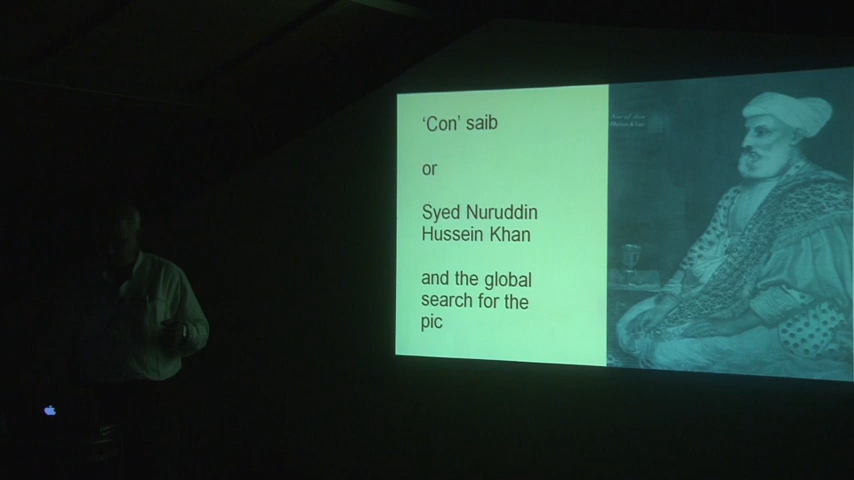 ‘Con’ saib
or
Syed Nuruddin
Hussein Khan
and the global
search for the
pic